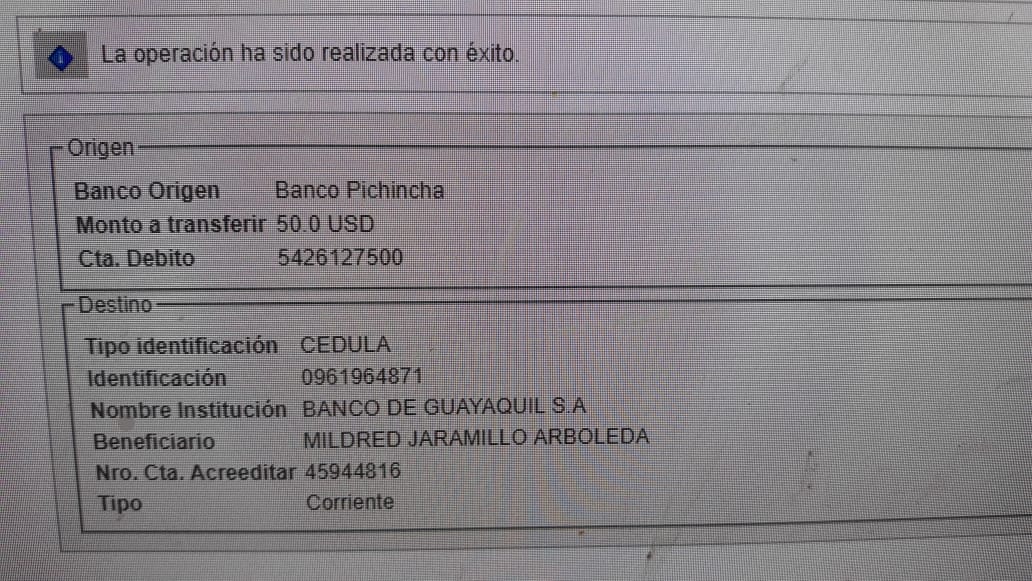 La operación ha sido realizada con éxito.
Origen
Banco Origen Banco Pichincha
Monto a transferir 50.0 USD
Cta. Debito 5426127500
Destino
Tipo identificación CEDULA
Identificación 0961964871
Nombre Institución BANCO DE GUAYAQUIL S.A
Beneficiario MILDRED JARAMILLO ARBOLEDA
Nro. Cta. Acreeditar 45944816
Tipo Corriente